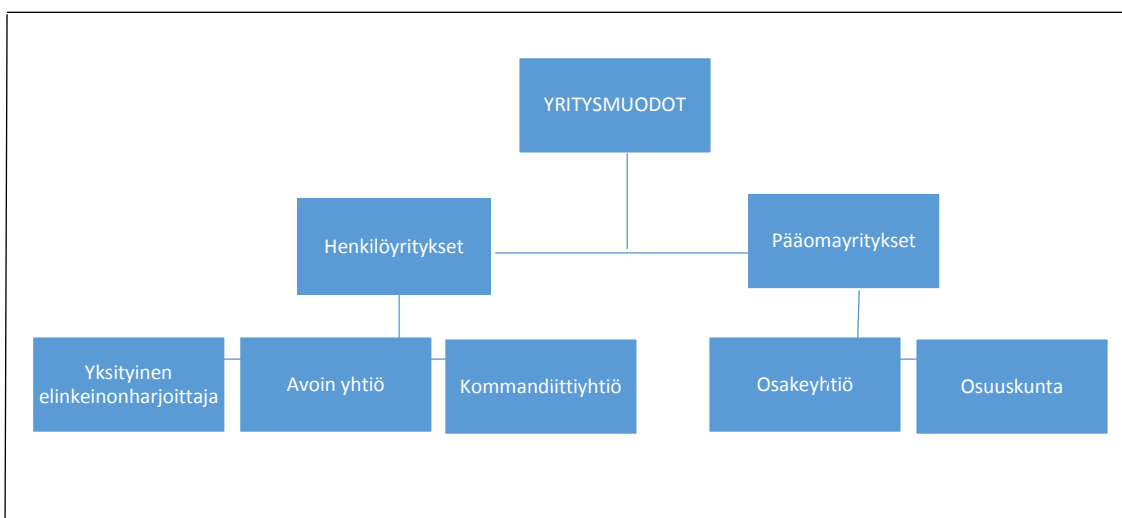 YRITYSMUODOT
Henkilöyritykset
Pääomayritykset
Yksityinen
elinkeinonharjoittaja
Avoin yhtiö
Kommandiittiyhtiö
Osakeyhtiö
Osuuskunta